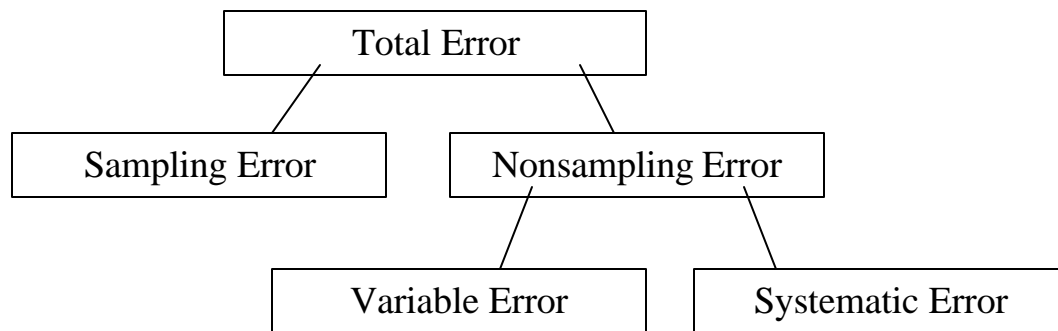 Total Error
Sampling Error
Nonsampling Error
Variable Error
Systematic Error